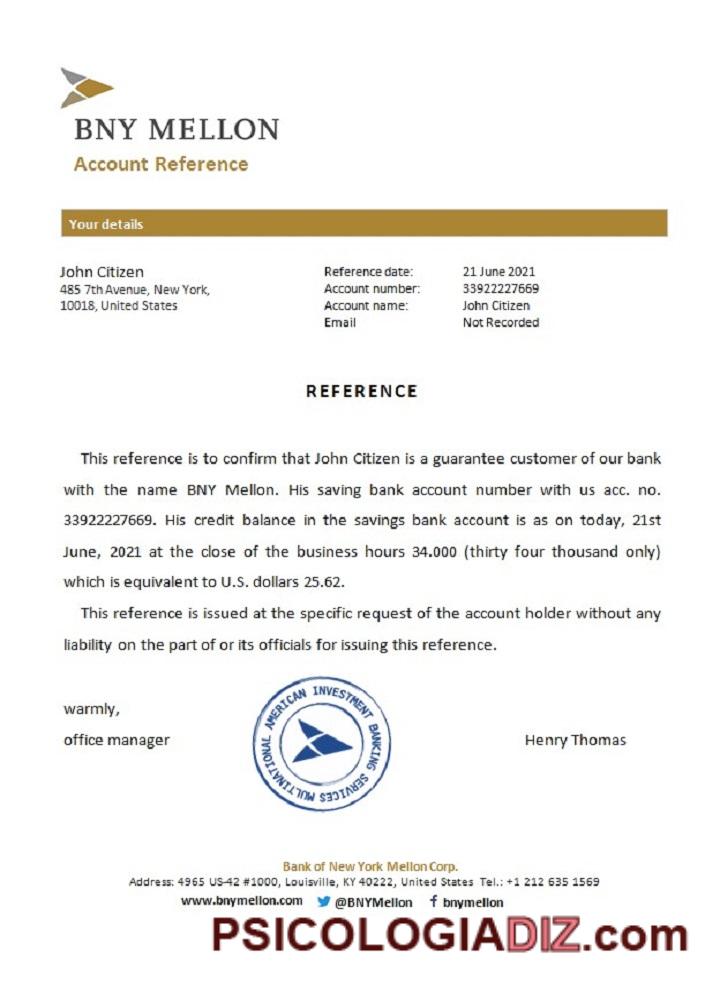 BNY MELLON
Account Reference
Your details
John Citizen
485 7th Avenue, New York,
10018, United States
Reference date: 21 June 2021
Account number: 33922227669
Account name: John Citizen
Email Not Recorded
REFERENCE
This reference is to confirm that John Citizen is a guarantee customer of our bank
with the name BNY Mellon. His saving bank account number with us acc. no.
33922227669. His credit balance in the savings bank account is as on today, 21st
June, 2021 at the close of the business hours 34.000 (thirty four thousand only)
which is equivalent to U.S. dollars 25.62.
This reference is issued at the specific request of the account holder without any
liability on the part of or its officials for issuing this reference.
warmly,
office manager
MULTINATIONAL AMERICAN INVESTMENT BANKING SERVICES
Henry Thomas
Bank of New York Mellon Corp.
Address: 4965 US-42 #1000, Louisville, KY 40222, United States Tel.: +1 212 635 1569
www.bnymellon.com @BNYMellon f bnymellon
PSICOLOGIADIZ.com